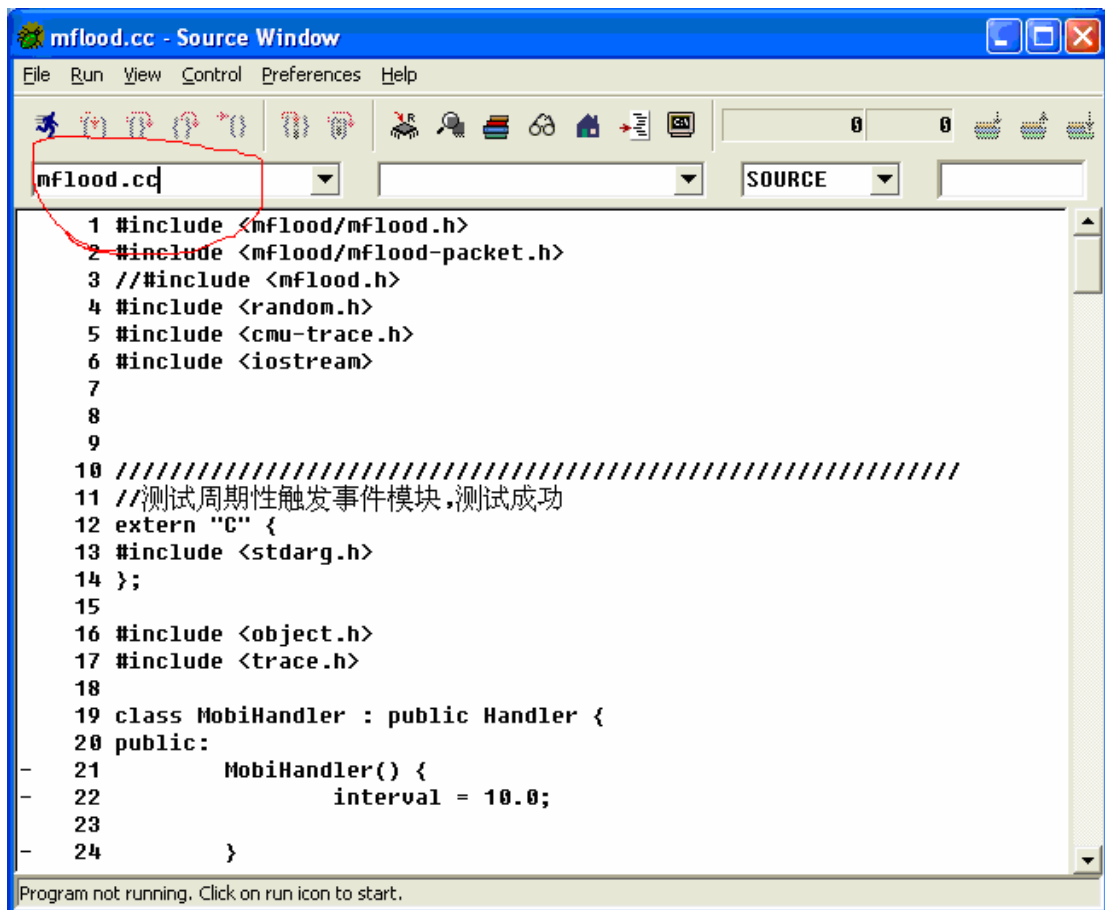 mflood.cc - Source Window
File Run View Control Preferences Help
0 0
mflood.cc SOURCE
1 #include <mflood/mflood.h>
2 #include <mflood/mflood-packet.h>
3 //#include <mflood.h>
4 #include <random.h>
5 #include <cmu-trace.h>
6 #include <iostream>
7
8
9
10 //////////////////////////////////////////////////////////////
11 //测试周期性触发事件模块,测试成功
12 extern "C" {
13 #include <stdarg.h>
14 };
15
16 #include <object.h>
17 #include <trace.h>
18
19 class MobiHandler : public Handler {
20 public:
- 21 MobiHandler() {
- 22 interval = 10.0;
23
- 24 }
Program not running. Click on run icon to start.